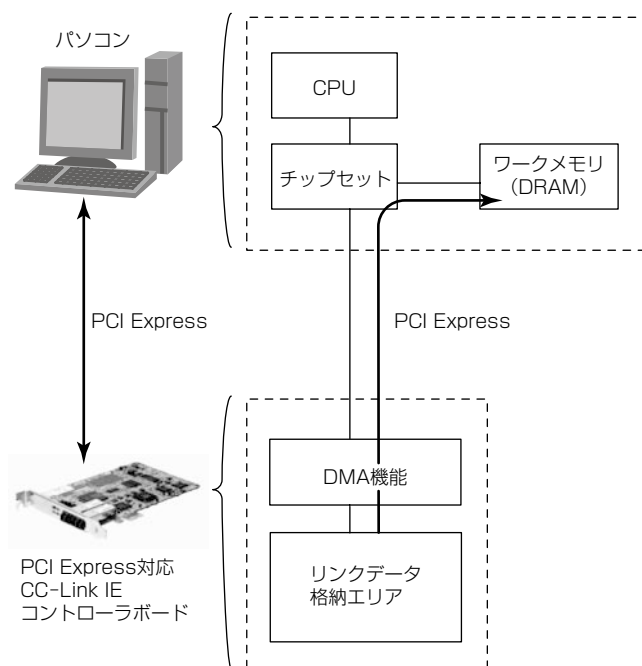 パソコン
CPU
チップセット
ワークメモリ
（DRAM）
PCI Express
PCI Express
DMA機能
リンクデータ
格納エリア
PCI Express対応
CC-Link IE
コントローラボード